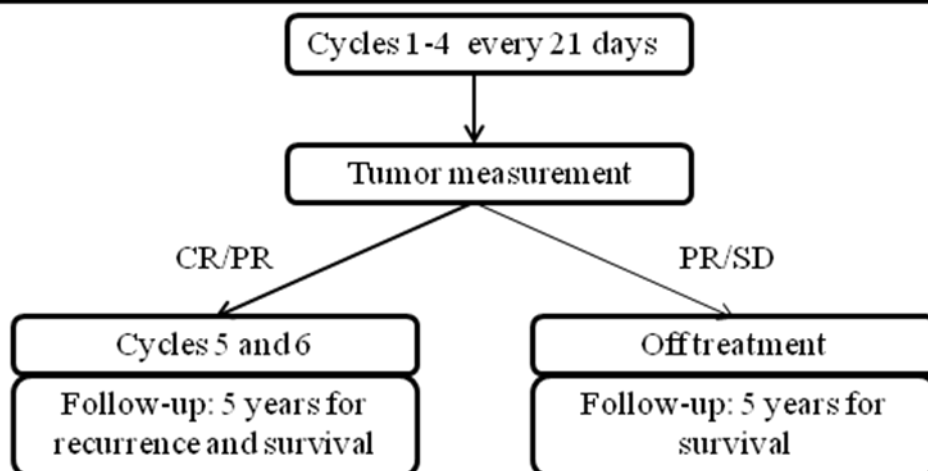 Cycles 1-4 every 21 days
Tumor measurement
CR/PR
PR/SD
Cycles 5 and 6
Follow-up: 5 years for
recurrence and survival
Off treatment
Follow-up: 5 years for
survival